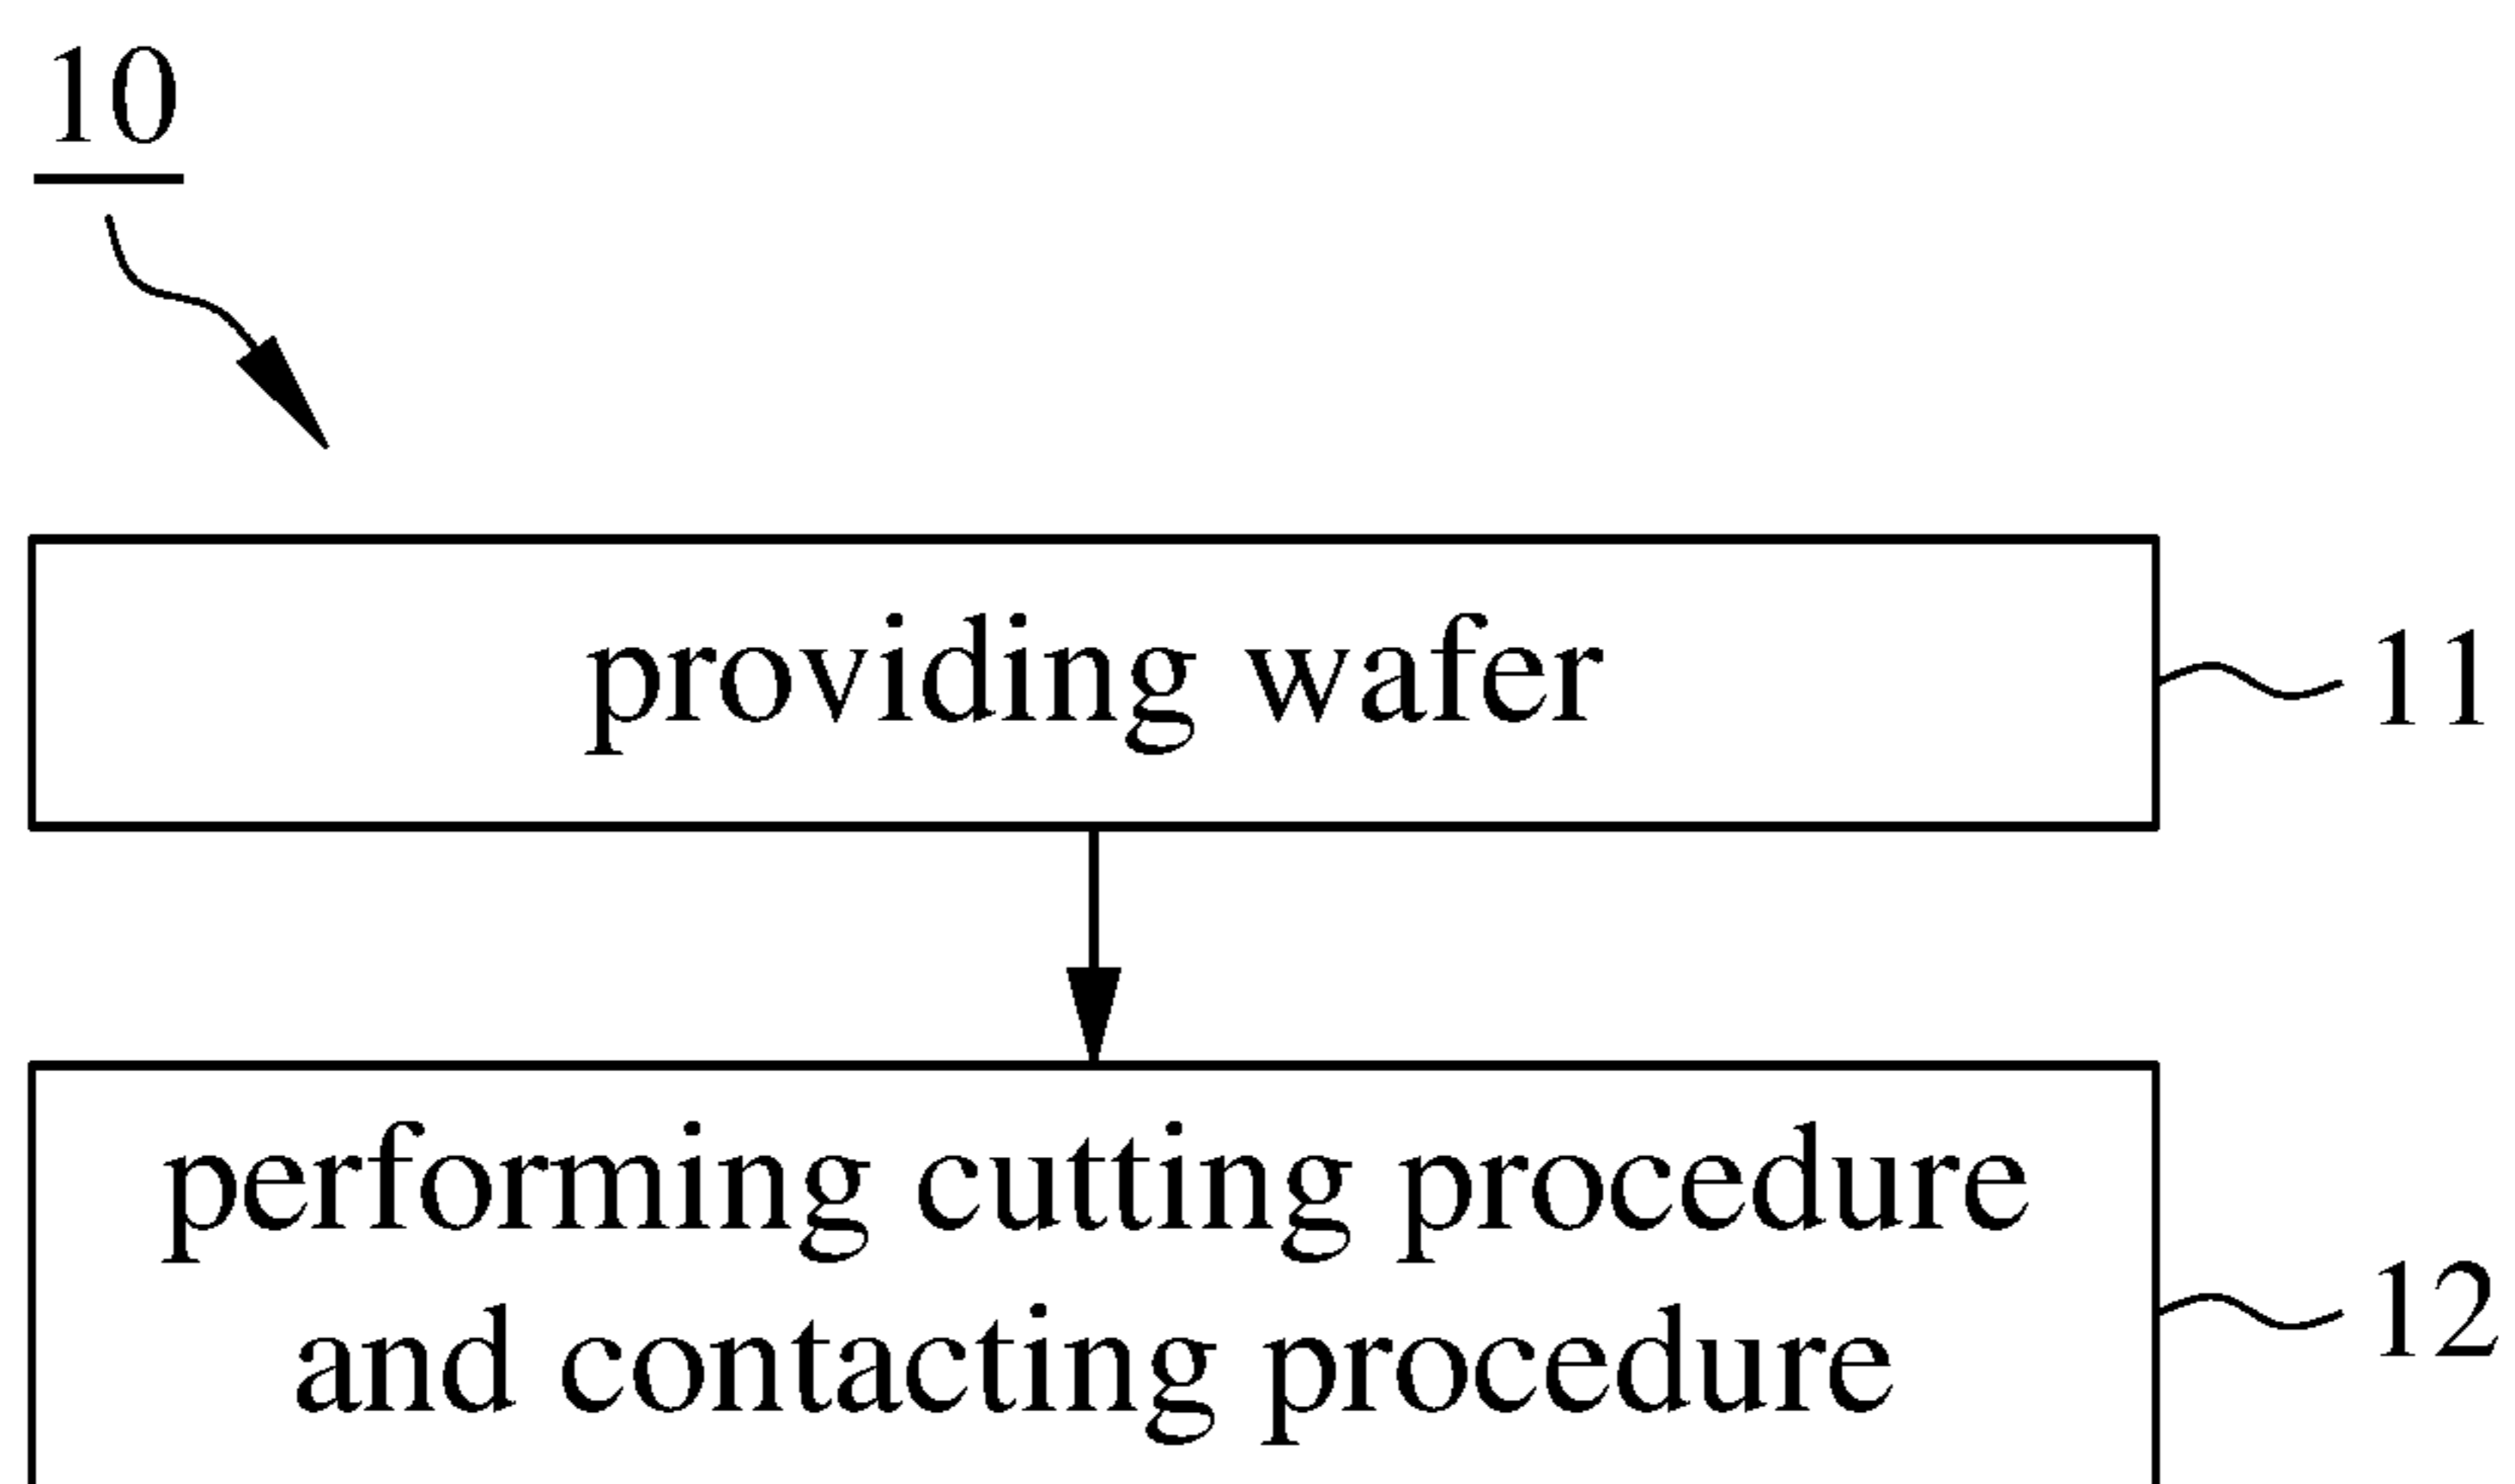 10
providing wafer
11
performing cutting procedure
and contacting procedure
12